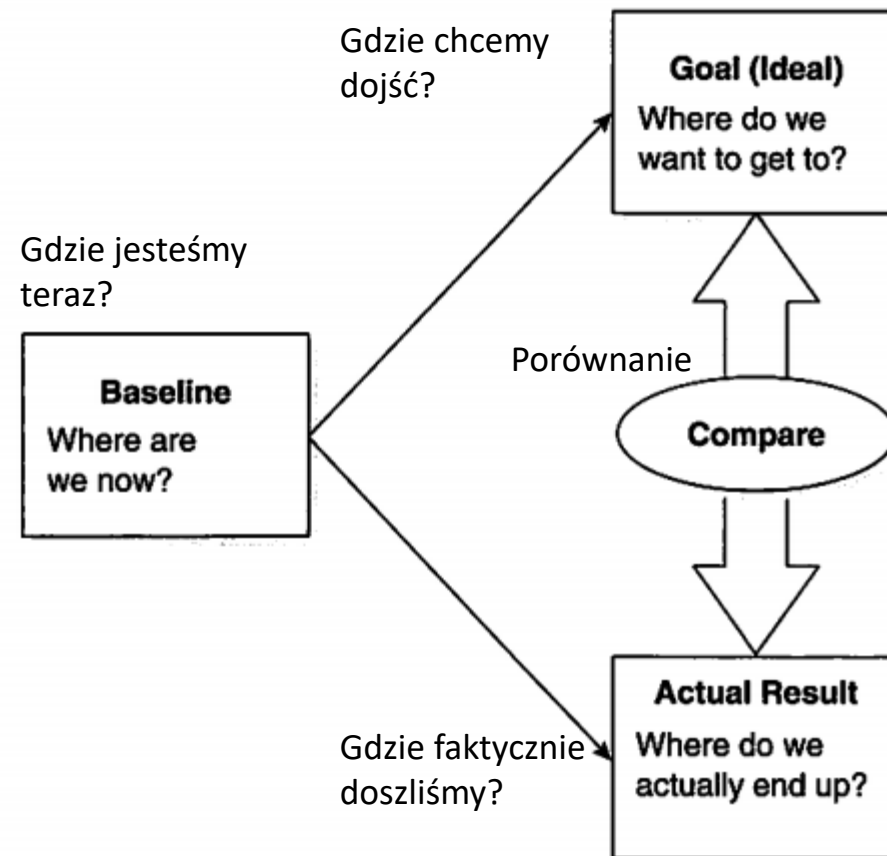 Gdzie chcemy
dojść?
Goal (Ideal)
Where do we
want to get to?
Gdzie jesteśmy
teraz?
Baseline
Where are
we now?
Porównanie
Compare
Gdzie faktycznie
doszliśmy?
Actual Result
Where do we
actually end up?